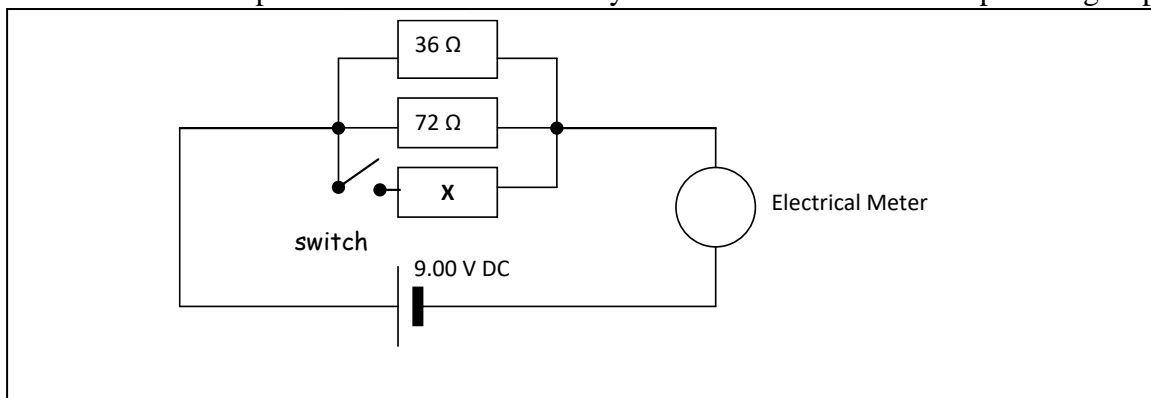 36 Ω
72 Ω
X
Electrical Meter
switch
9.00 V DC